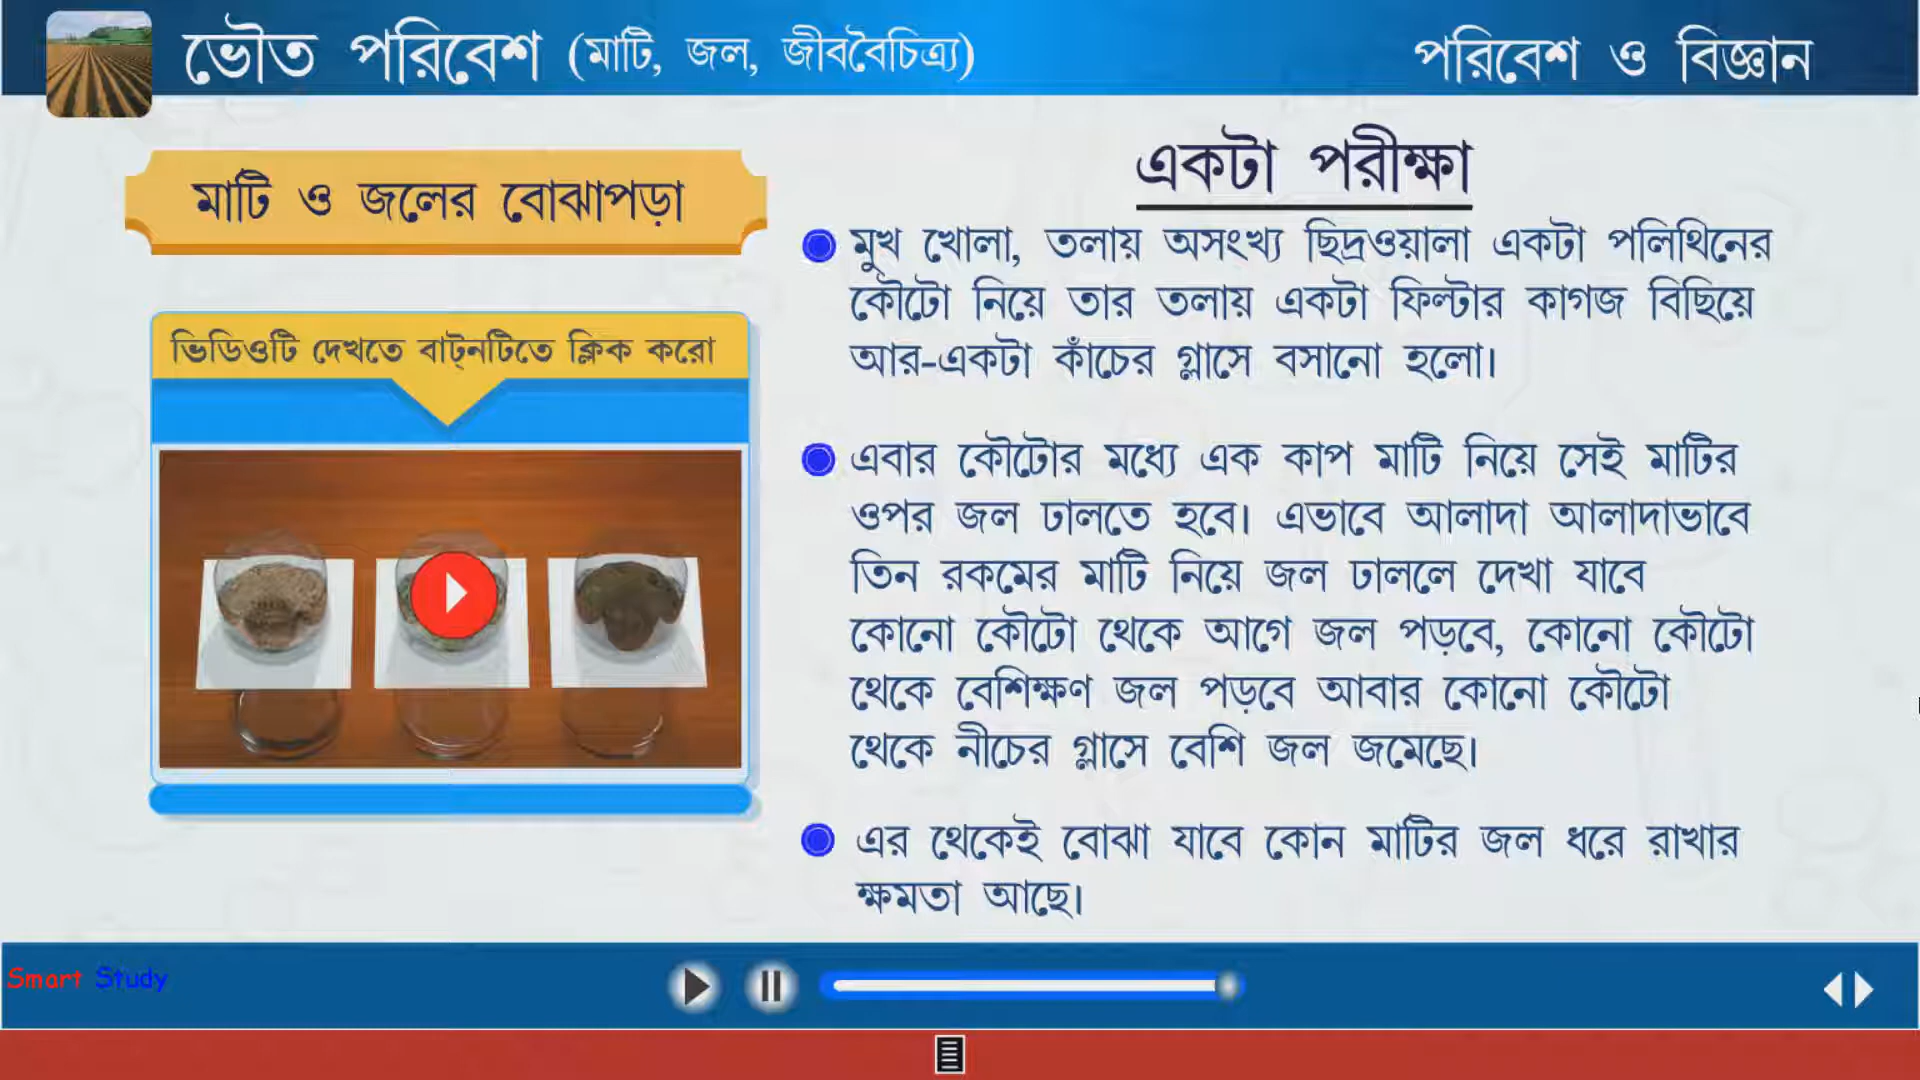 ভৌত পরিবেশ (মাটি, জল, জীববৈচিত্র্য)
পরিবেশ ও বিজ্ঞান
মাটি ও জলের বোঝাপড়া
ভিডিওটি দেখতে বাট্‌নটিতে ক্লিক করো
একটা পরীক্ষা
মুখ খোলা, তলায় অসংখ্য ছিদ্রওয়ালা একটা পলিথিনের
কৌটো নিয়ে তার তলায় একটা ফিল্টার কাগজ বিছিয়ে
আর-একটা কাঁচের গ্লাসে বসানো হলো।
এবার কৌটোর মধ্যে এক কাপ মাটি নিয়ে সেই মাটির
ওপর জল ঢালতে হবে। এভাবে আলাদা আলাদাভাবে
তিন রকমের মাটি নিয়ে জল ঢাললে দেখা যাবে
কোনো কৌটো থেকে আগে জল পড়বে, কোনো কৌটো
থেকে বেশিক্ষণ জল পড়বে আবার কোনো কৌটো
থেকে নীচের গ্লাসে বেশি জল জমেছে।
এর থেকেই বোঝা যাবে কোন মাটির জল ধরে রাখার
ক্ষমতা আছে।
Smart Study